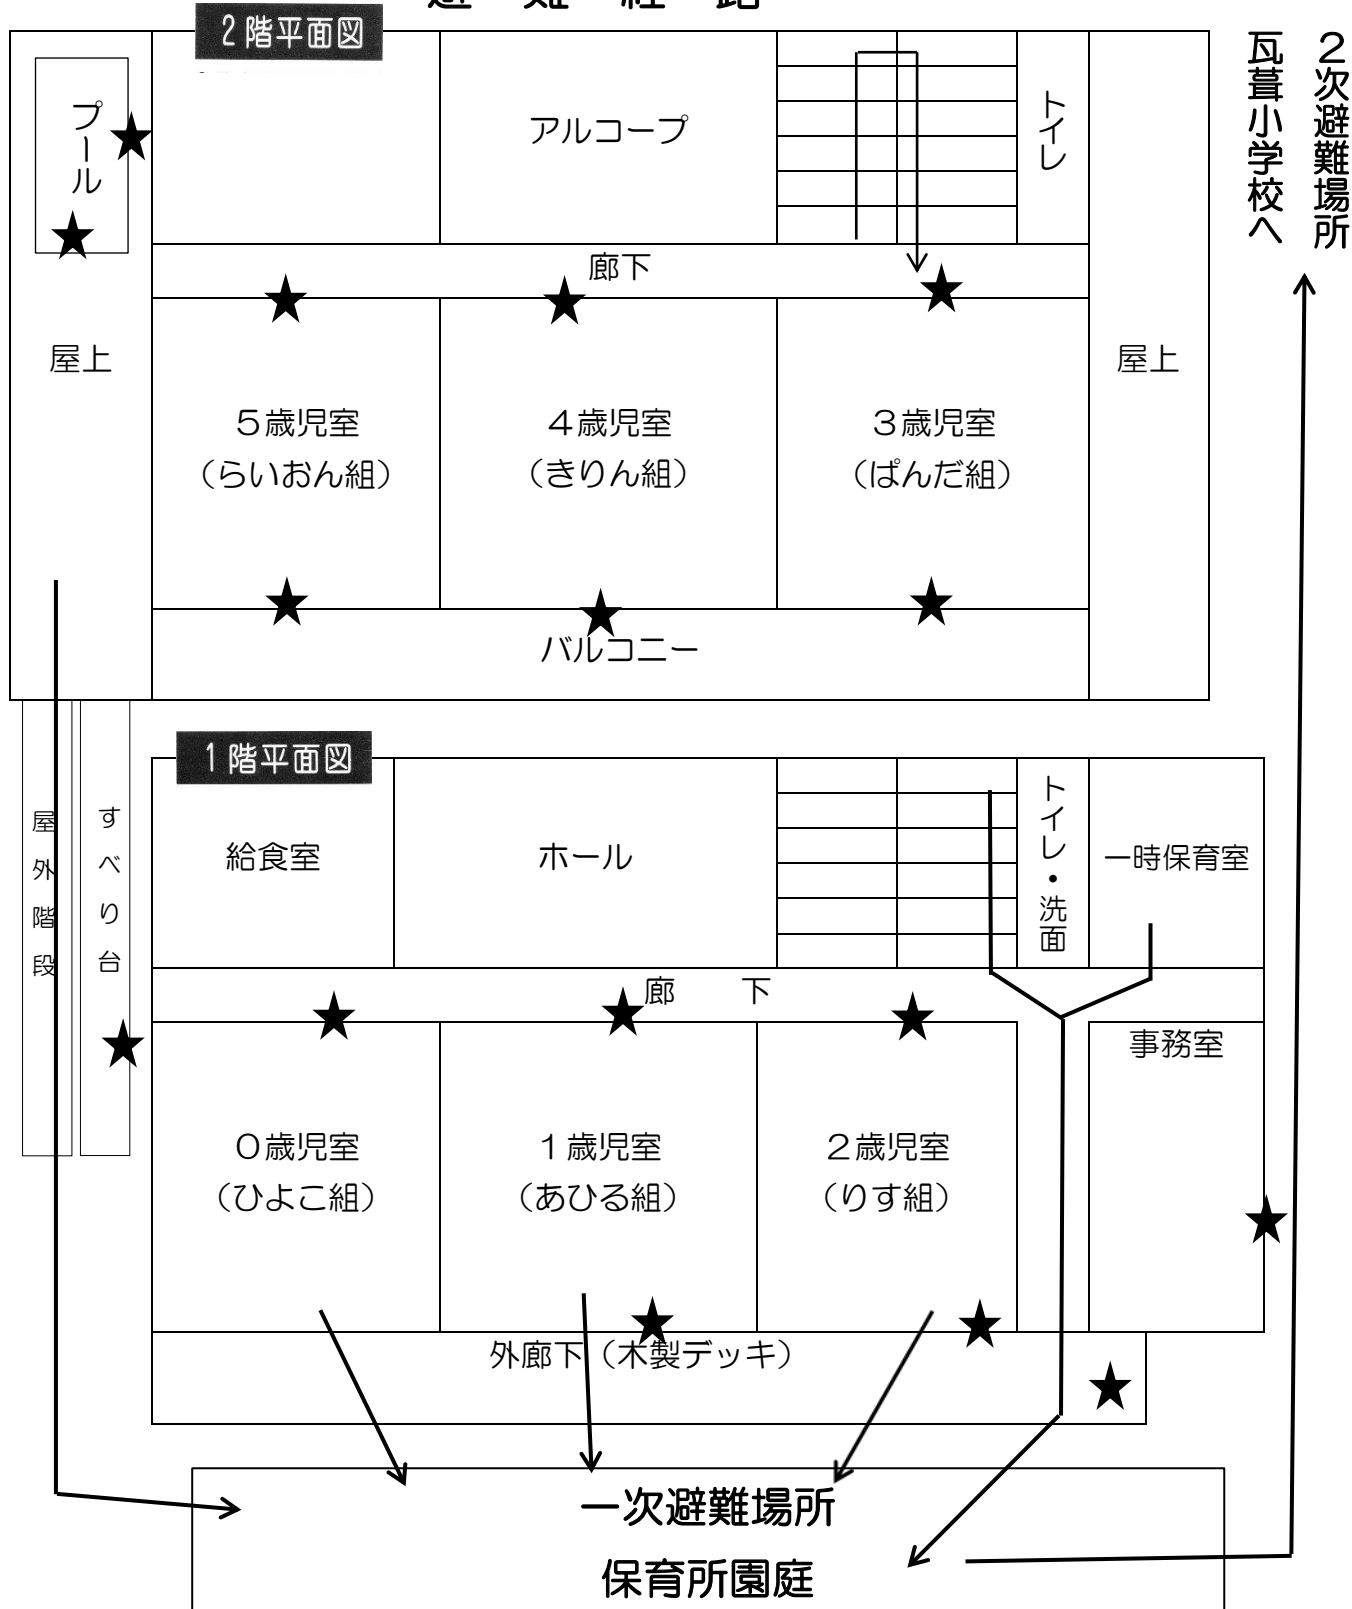 避難経路
2階平面図
２次避難場所
瓦葺小学校へ
プール
アルコープ
トイレ
廊下
屋上
屋上
５歳児室
（らいおん組）
４歳児室
（きりん組）
３歳児室
（ぱんだ組）
バルコニー
1階平面図
屋外階段
すべり台
給食室
ホール
トイレ・洗面
一時保育室
廊　下
事務室
０歳児室
（ひよこ組）
１歳児室
（あひる組）
２歳児室
（りす組）
外廊下（木製デッキ）
一次避難場所
保育所園庭